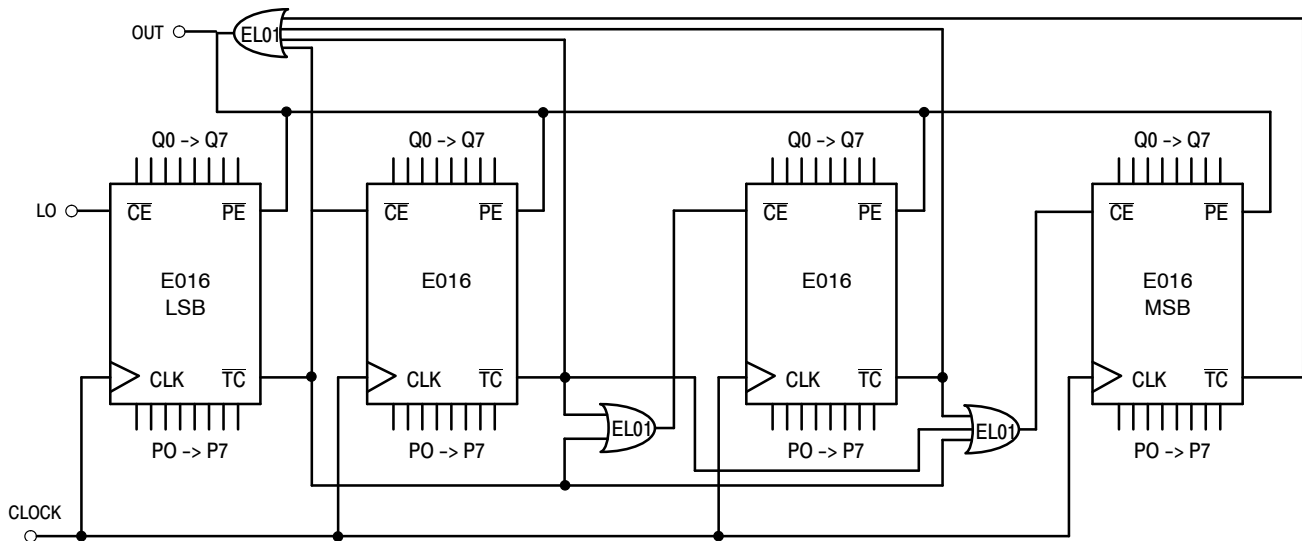 OUT
EL01
Q0 -> Q7 Q0 -> Q7 Q0 -> Q7 Q0 -> Q7
LO CE PE CE PE CE PE CE PE
E016 E016 E016 E016
LSB MSB
CLK TC CLK TC CLK TC CLK TC
EL01 EL01
PO -> P7 PO -> P7 PO -> P7 PO -> P7
CLOCK